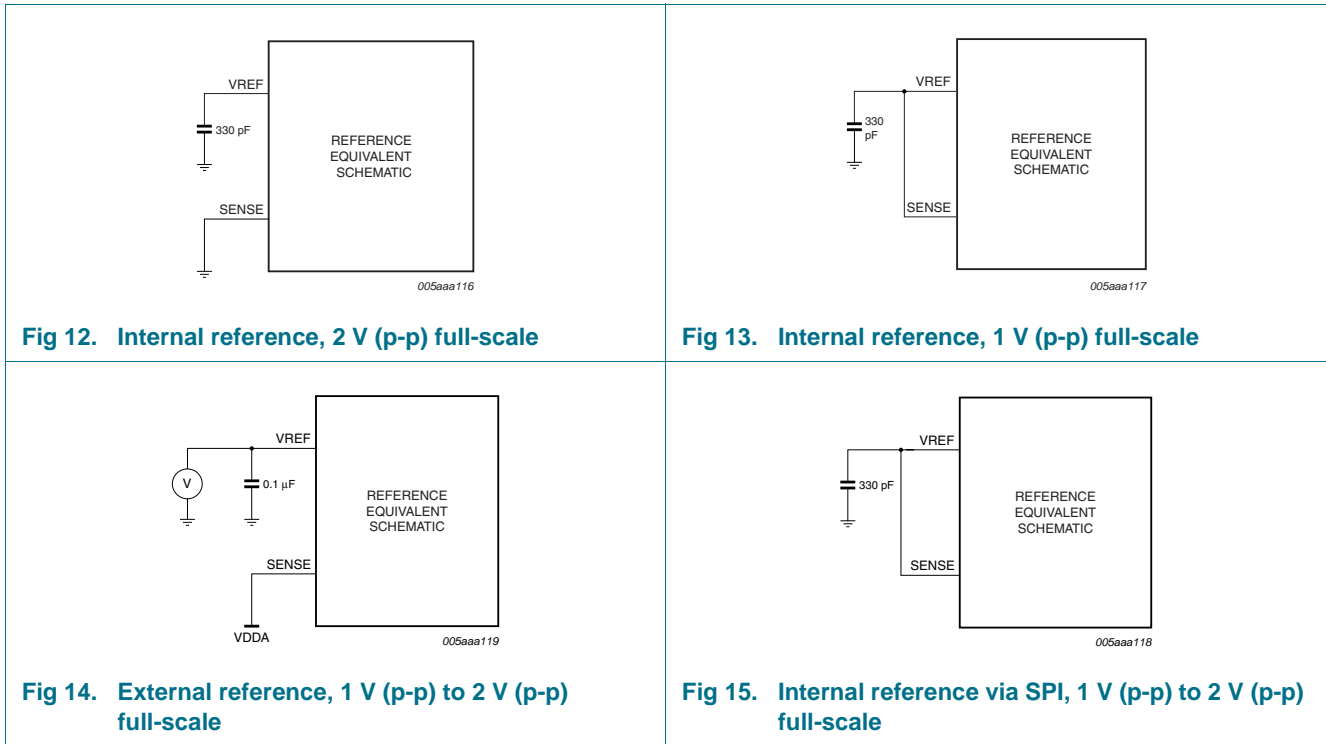 VREF
330 pF
REFERENCE
EQUIVALENT
SCHEMATIC
SENSE
005aaa116
Fig 12. Internal reference, 2 V (p-p) full-scale
VREF
330
pF
REFERENCE
EQUIVALENT
SCHEMATIC
SENSE
005aaa117
Fig 13. Internal reference, 1 V (p-p) full-scale
VREF
V
0.1 μF
REFERENCE
EQUIVALENT
SCHEMATIC
SENSE
VDDA
005aaa119
Fig 14. External reference, 1 V (p-p) to 2 V (p-p)
full-scale
VREF
330 pF
REFERENCE
EQUIVALENT
SCHEMATIC
SENSE
005aaa118
Fig 15. Internal reference via SPI, 1 V (p-p) to 2 V (p-p)
full-scale